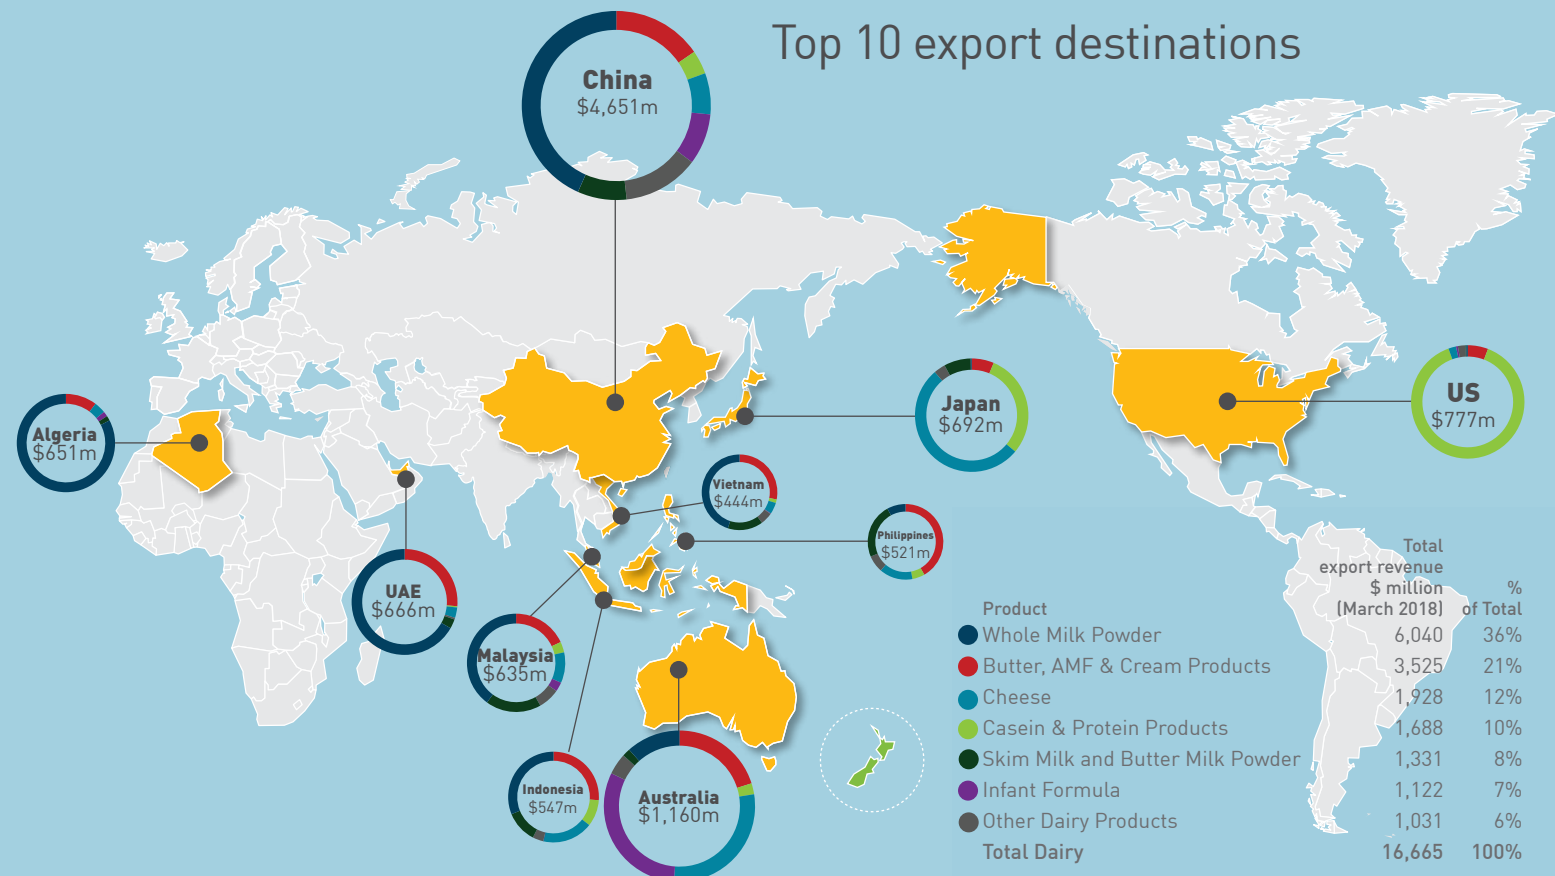 Top 10 export destinations
China
$4,651m
Algeria
$651m
Japan
$692m
US
$777m
Vietnam
$444m
Philippines
$521m
UAE
$666m
Malaysia
$635m
Indonesia
$547m
Australia
$1,160m
Total
export revenue
$ million %
Product (March 2018) of Total
Whole Milk Powder 6,040 36%
Butter, AMF & Cream Products 3,525 21%
Cheese 1,928 12%
Casein & Protein Products 1,688 10%
Skim Milk and Butter Milk Powder 1,331 8%
Infant Formula 1,122 7%
Other Dairy Products 1,031 6%
Total Dairy 16,665 100%